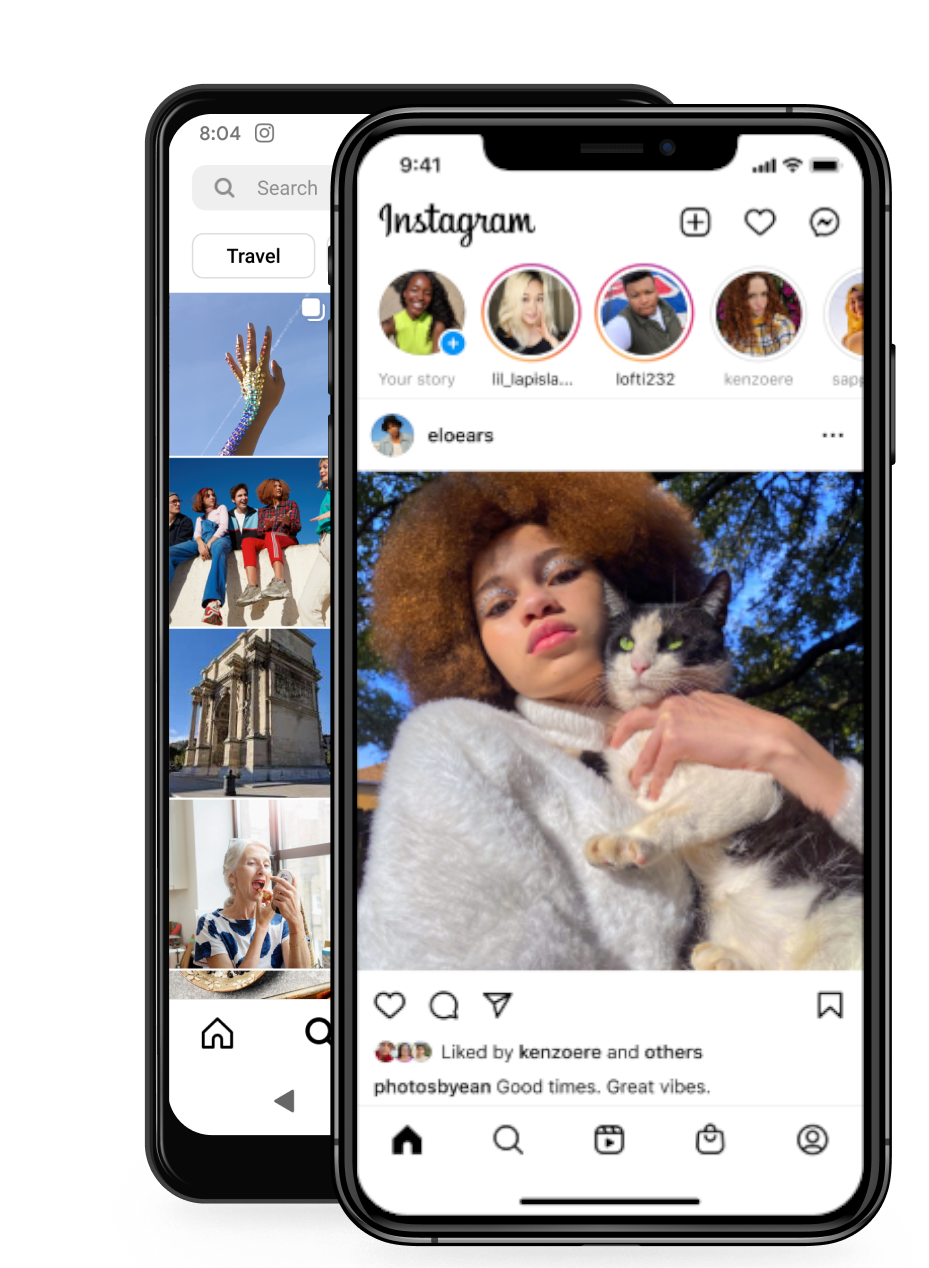 8:04
Search
Travel
9:41
Instagram
Your story
lil_lapisla...
lofti232
kenzoere
sapp
eloears
Liked by kenzoere and others
photosbyean Good times. Great vibes.